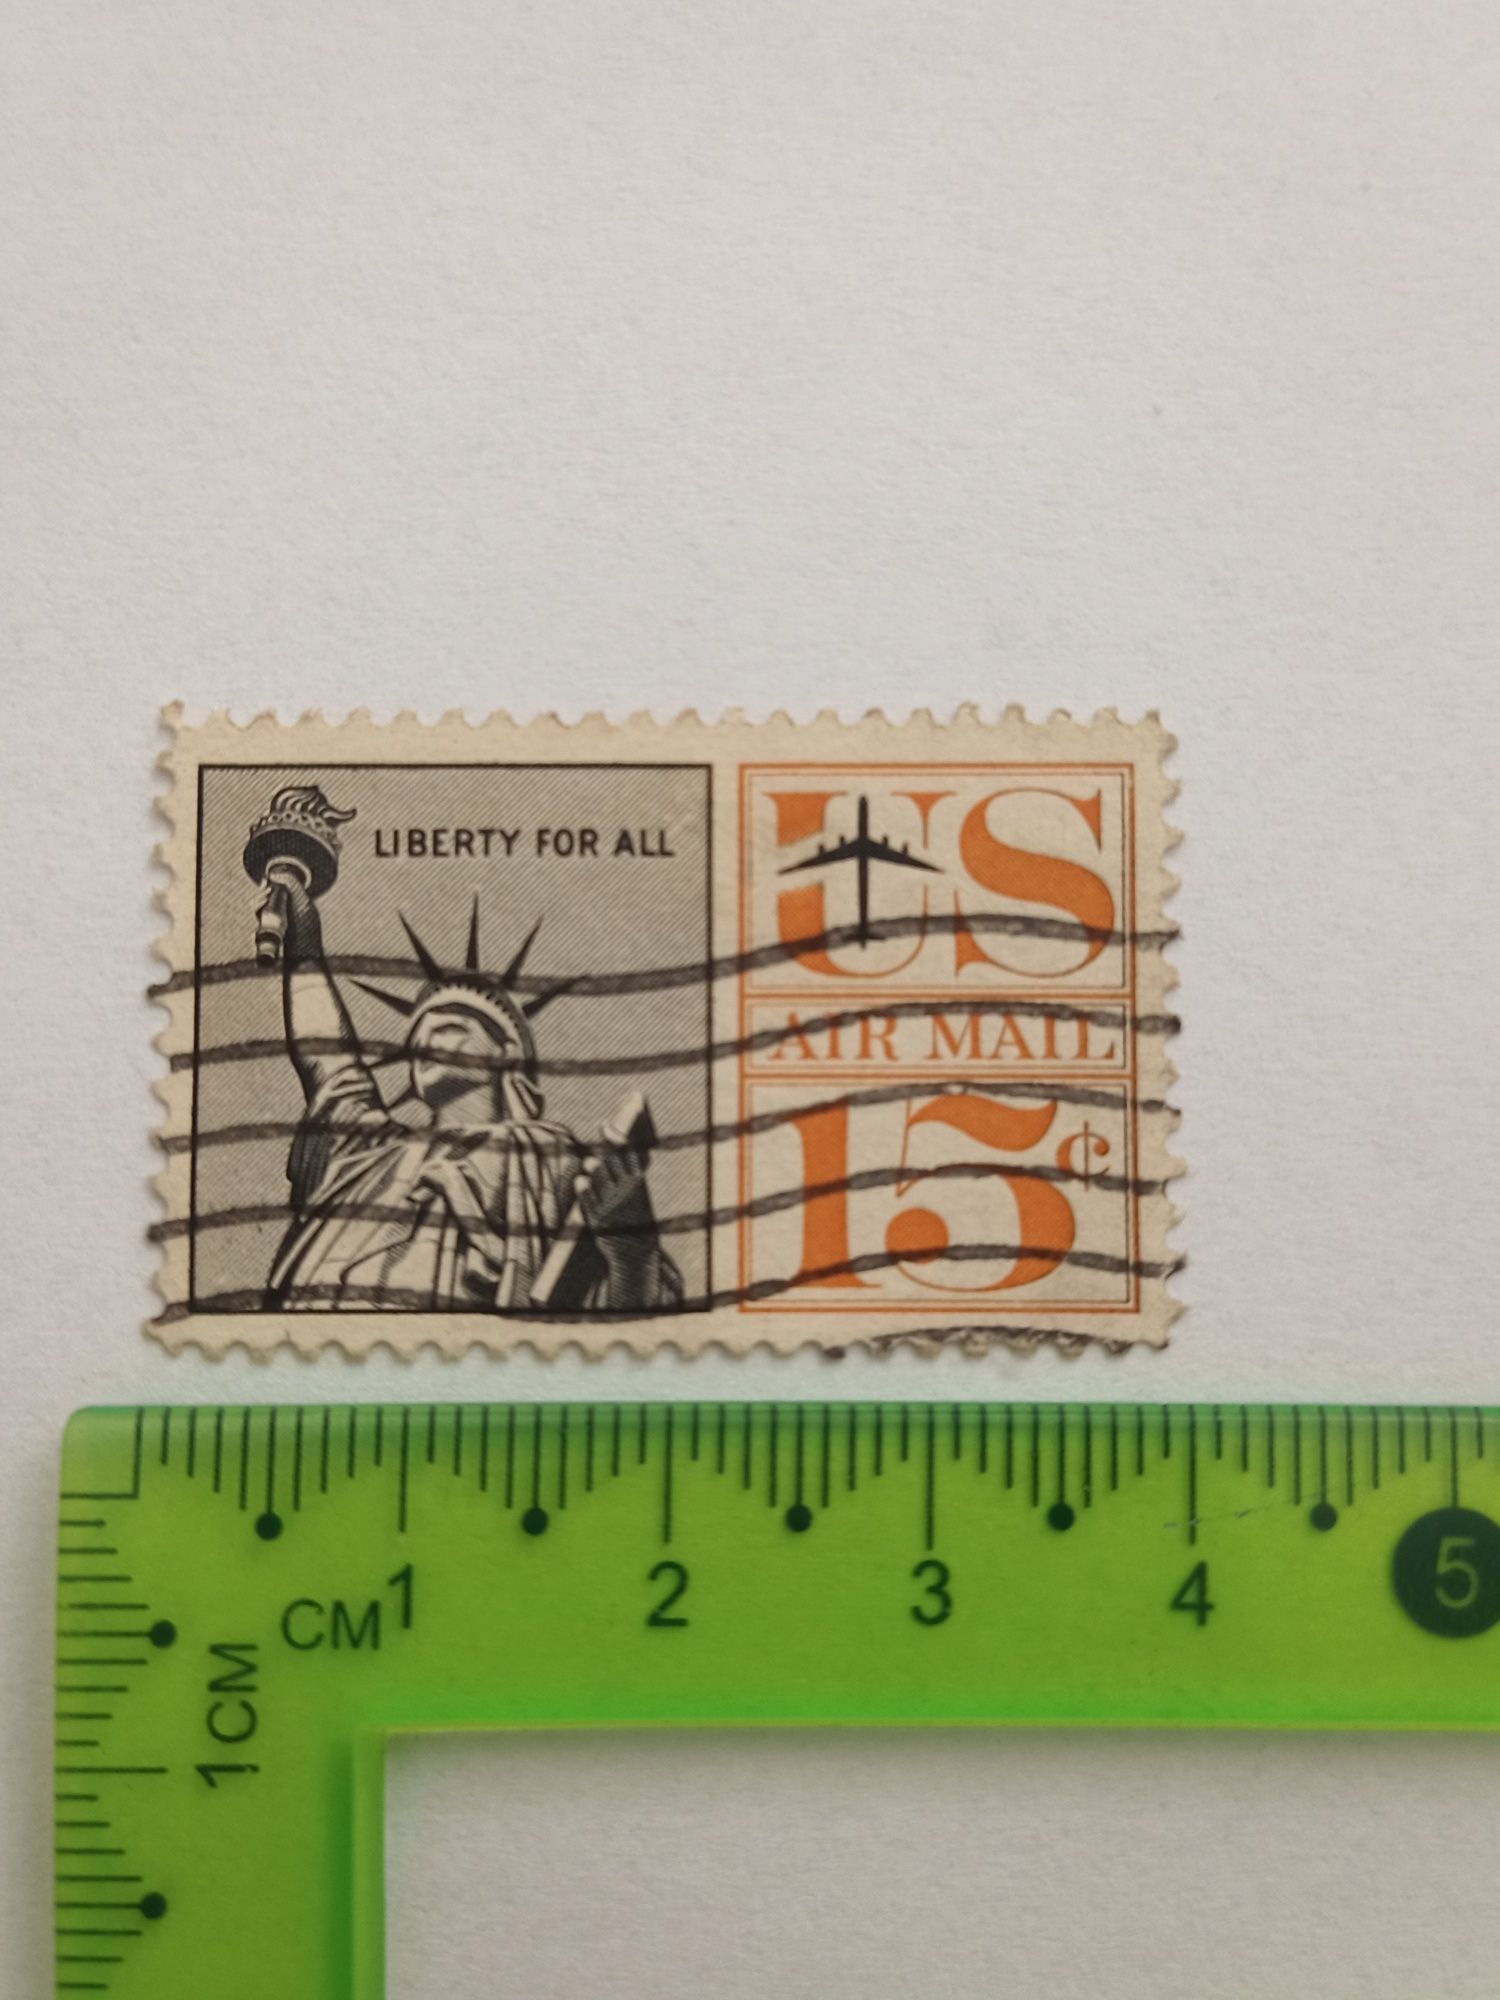 LIBERTY FOR ALL
US
AIR MAIL
15¢
CM 1 2 3 4 5
1CM